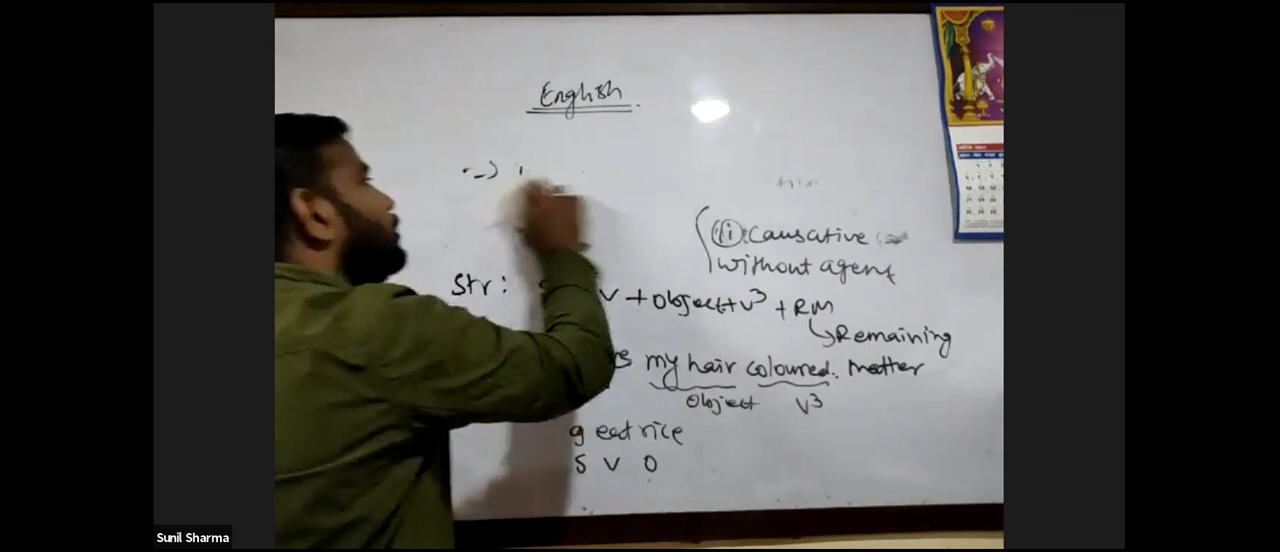 English.
(ii) Causative
without agent
Str: V + Object + V³ + RM
↳ Remaining
my hair coloured. matter
Object V³
I eat rice
S V O
Sunil Sharma